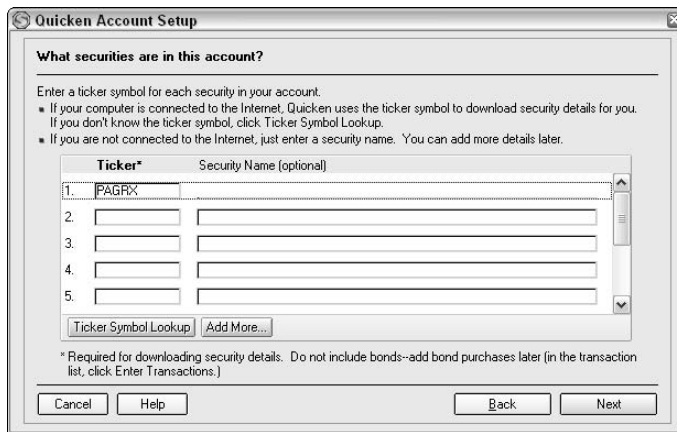 Quicken Account Setup
What securities are in this account?
Enter a ticker symbol for each security in your account.
If your computer is connected to the Internet, Quicken uses the ticker symbol to download security details for you.
If you don't know the ticker symbol, click Ticker Symbol Lookup.
If you are not connected to the Internet, just enter a security name. You can add more details later.
Ticker* Security Name (optional)
1. PAGRX
2.
3.
4.
5.
Ticker Symbol Lookup Add More...
* Required for downloading security details. Do not include bonds--add bond purchases later (in the transaction
list, click Enter Transactions.)
Cancel Help Back Next